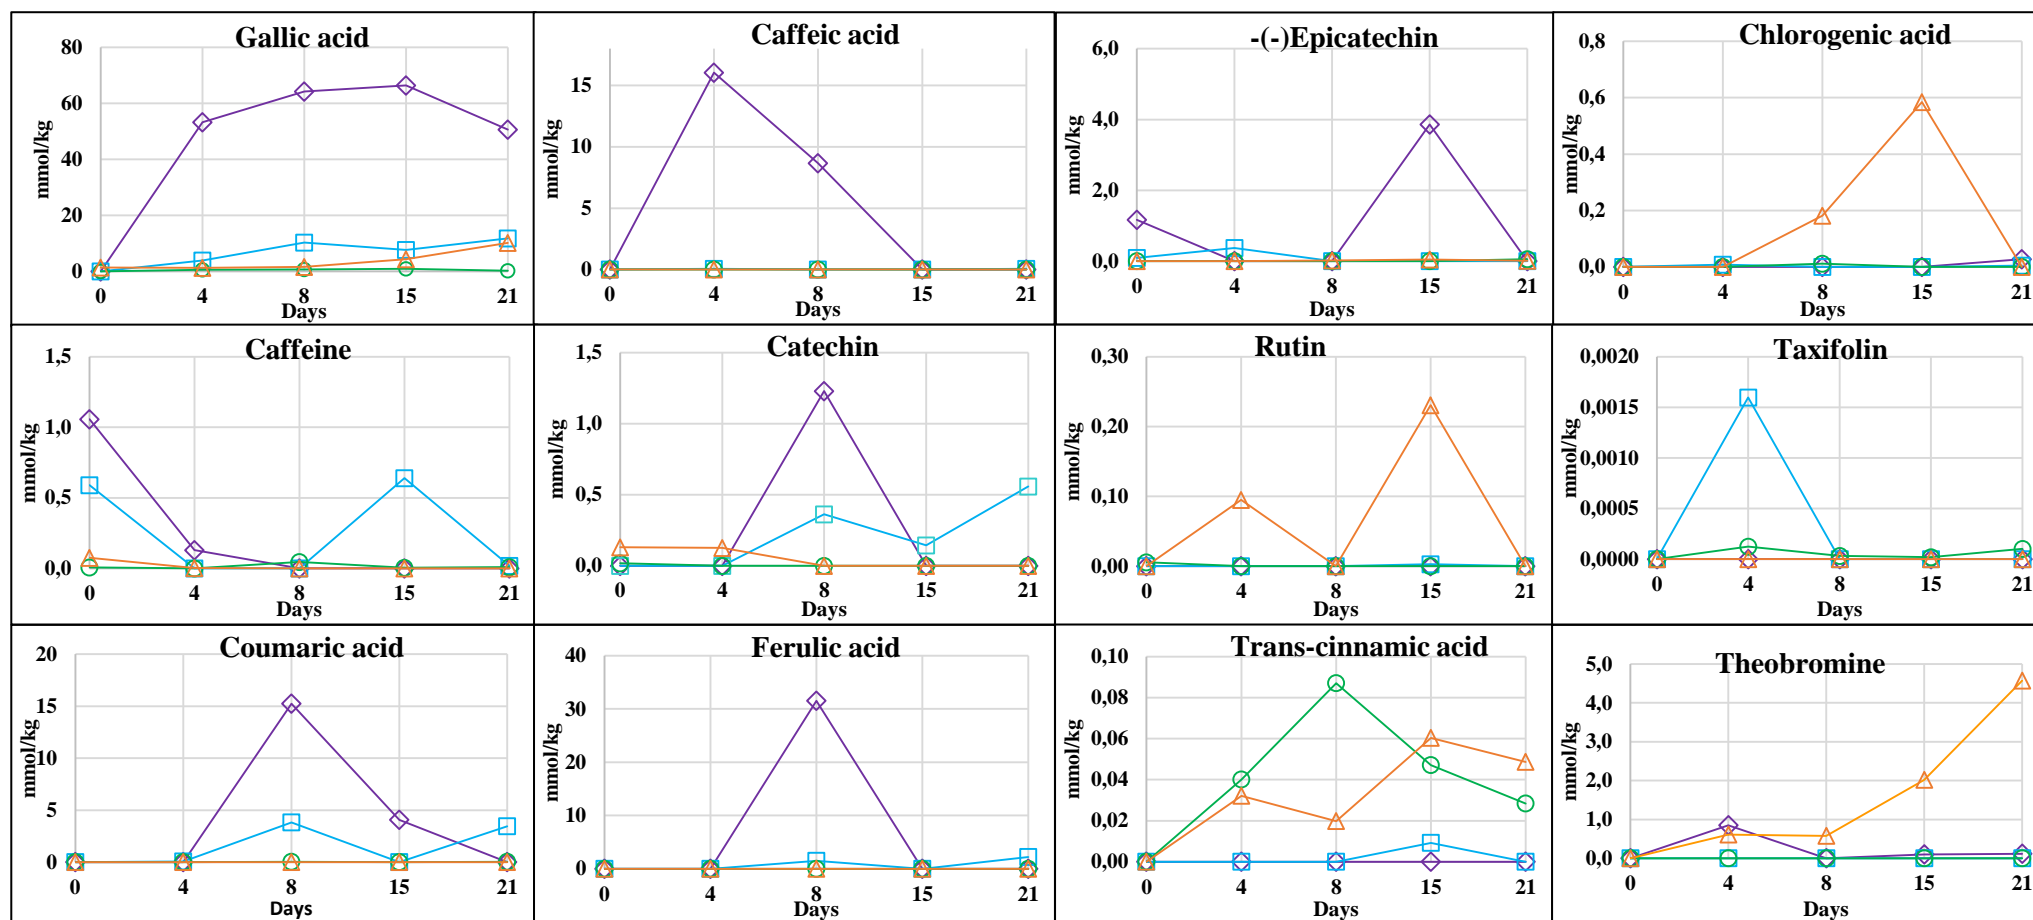 Gallic acid
80
60
40
20
0
mmol/kg
0 4 8 15 21
Days
Caffeic acid
15
10
5
0
mmol/kg
0 4 8 15 21
Days
-(-)Epicatechin
6,0
4,0
2,0
0,0
mmol/kg
0 4 8 15 21
Days
Chlorogenic acid
0,8
0,6
0,4
0,2
0,0
mmol/kg
0 4 8 15 21
Days
Caffeine
1,5
1,0
0,5
0,0
mmol/kg
0 4 8 15 21
Days
Catechin
1,5
1,0
0,5
0,0
mmol/kg
0 4 8 15 21
Days
Rutin
0,30
0,20
0,10
0,00
mmol/kg
0 4 8 15 21
Days
Taxifolin
0,0020
0,0015
0,0010
0,0005
0,0000
mmol/kg
0 4 8 15 21
Days
Coumaric acid
20
15
10
5
0
mmol/kg
0 4 8 15 21
Days
Ferulic acid
40
30
20
10
0
mmol/kg
0 4 8 15 21
Days
Trans-cinnamic acid
0,10
0,08
0,06
0,04
0,02
0,00
mmol/kg
0 4 8 15 21
Days
Theobromine
5,0
4,0
3,0
2,0
1,0
0,0
mmol/kg
0 4 8 15 21
Days